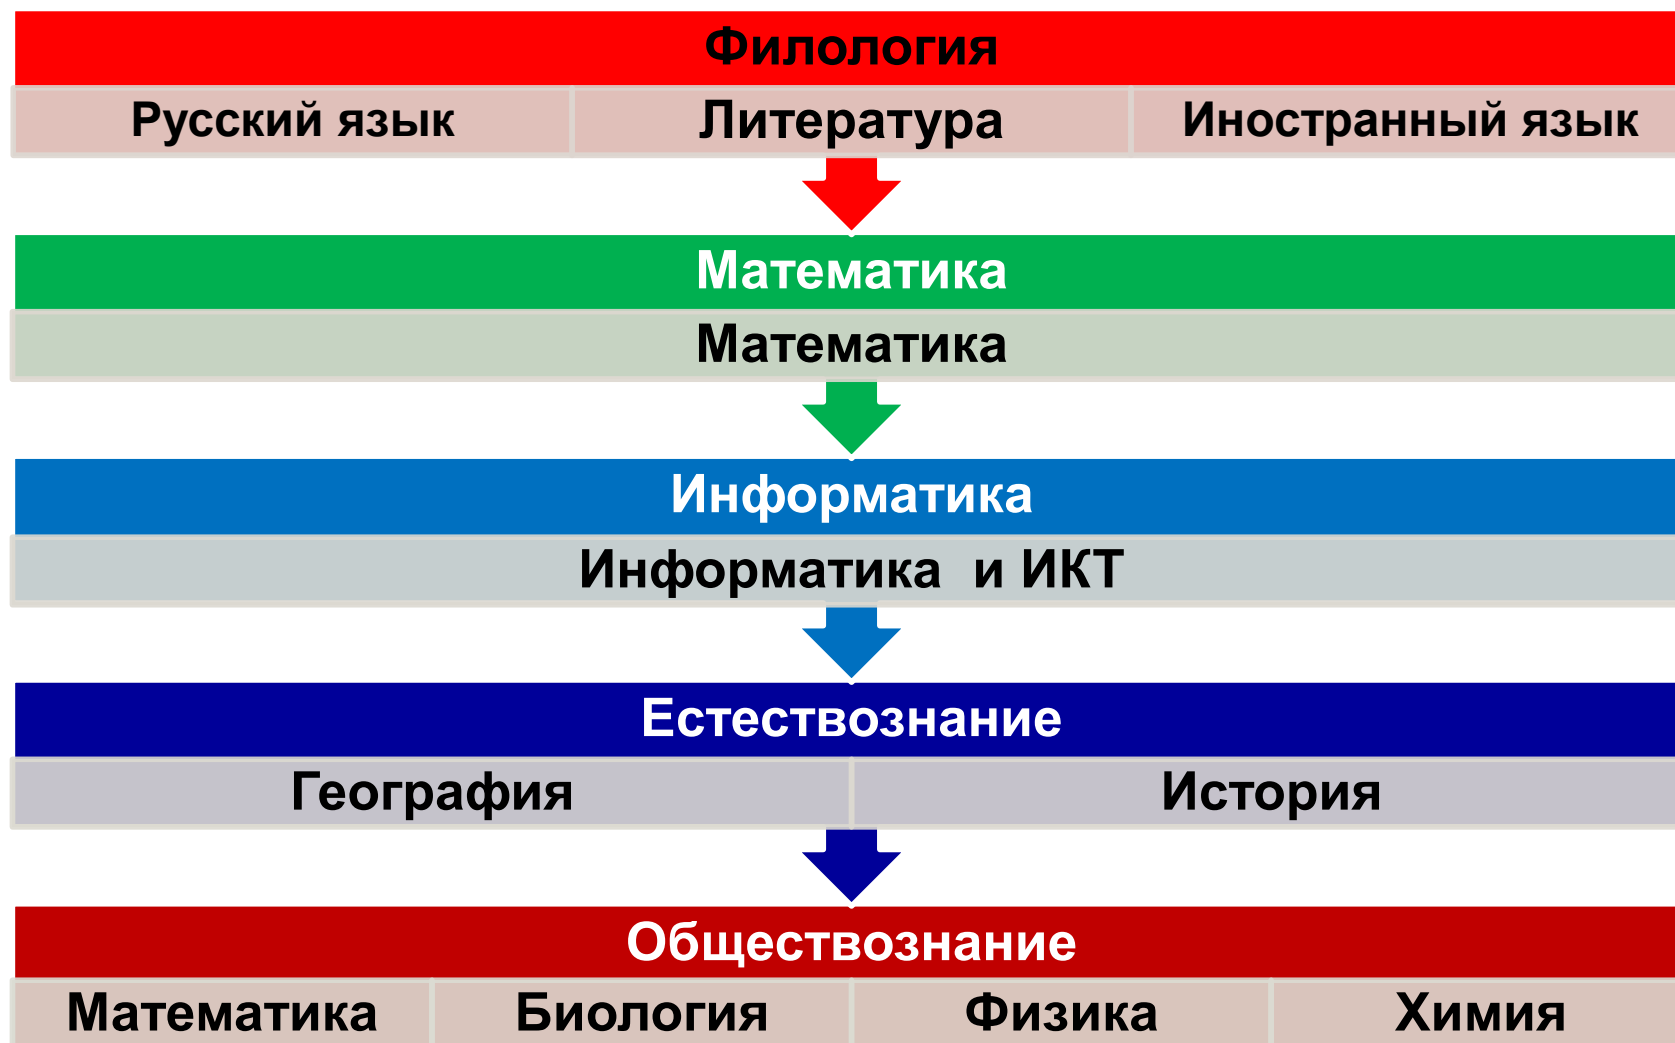 Филология
Русский язык Литература Иностранный язык
Математика
Математика
Информатика
Информатика и ИКТ
Естествознание
География История
Обществознание
Математика Биология Физика Химия